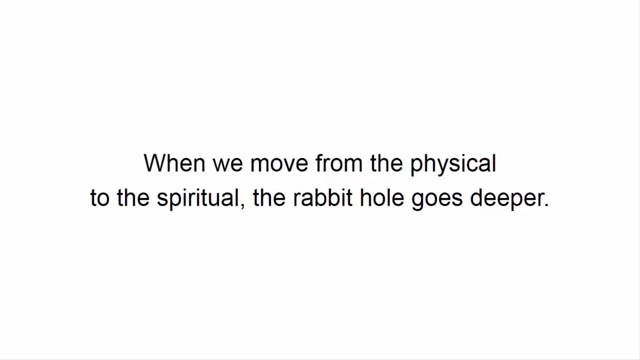 When we move from the physical
to the spiritual, the rabbit hole goes deeper.